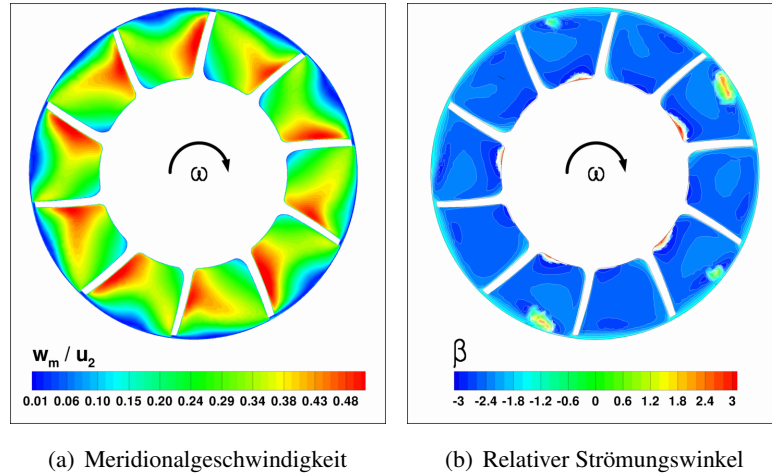 ω
ω
w_m / u_2
0.01 0.06 0.10 0.15 0.20 0.24 0.29 0.34 0.38 0.43 0.48
β
-3 -2.4 -1.8 -1.2 -0.6 0 0.6 1.2 1.8 2.4 3
(a) Meridionalgeschwindigkeit
(b) Relativer Strömungswinkel